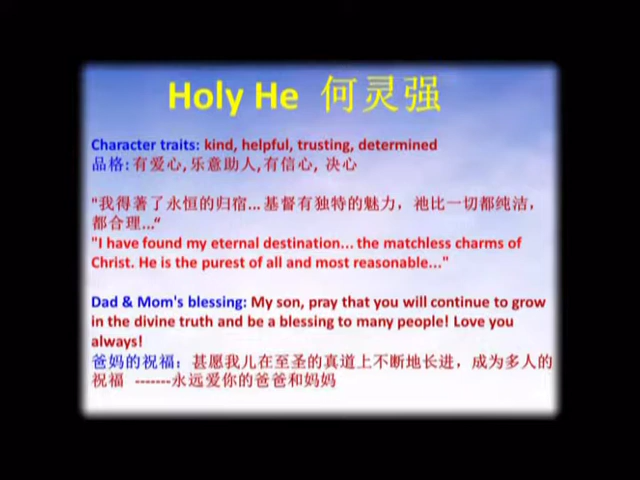 Holy He 何灵强
Character traits: kind, helpful, trusting, determined
品格: 有爱心,乐意助人,有信心, 决心
"我得著了永恒的归宿... 基督有独特的魅力，祂比一切都纯洁，
都合理..."
"I have found my eternal destination... the matchless charms of
Christ. He is the purest of all and most reasonable..."
Dad & Mom's blessing: My son, pray that you will continue to grow
in the divine truth and be a blessing to many people! Love you
always!
爸妈的祝福：甚愿我儿在至圣的真道上不断地长进，成为多人的
祝福 -------永远爱你的爸爸和妈妈